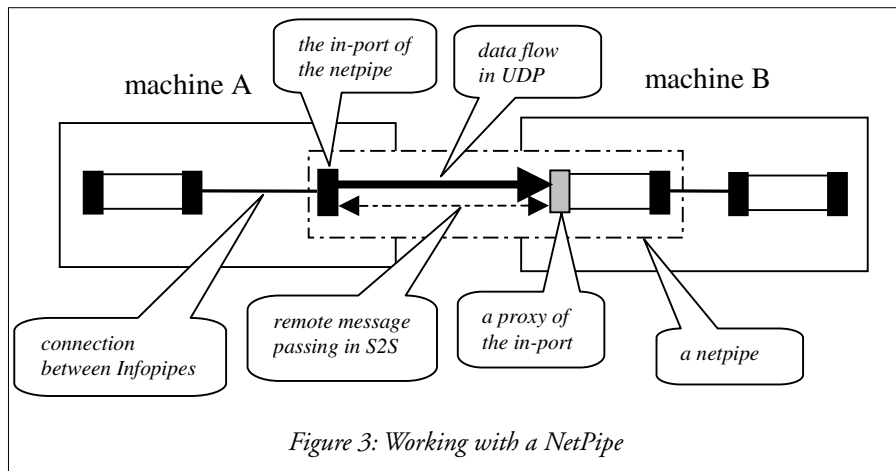 the in-port of
the netpipe
data flow
in UDP
machine A
machine B
connection
between Infopipes
remote message
passing in S2S
a proxy of
the in-port
a netpipe
Figure 3: Working with a NetPipe